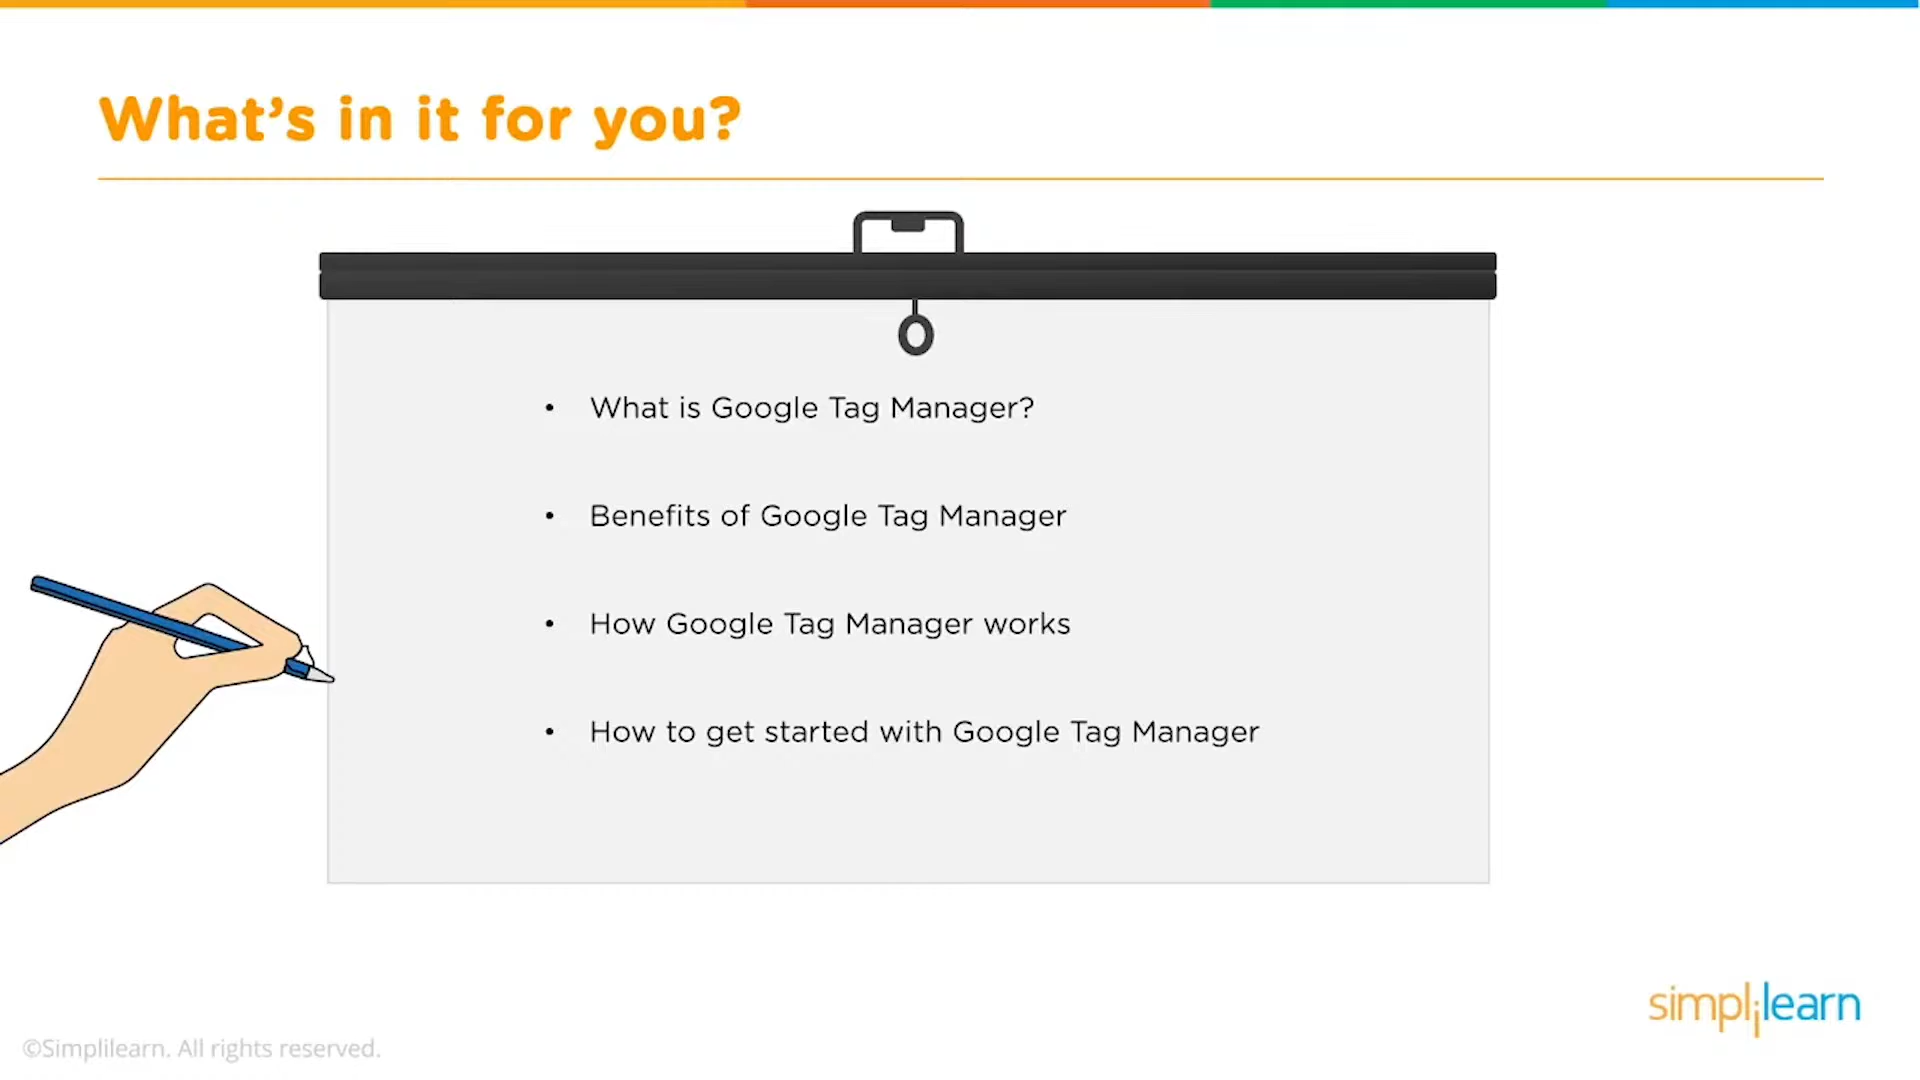 What's in it for you?
• What is Google Tag Manager?
• Benefits of Google Tag Manager
• How Google Tag Manager works
• How to get started with Google Tag Manager
simplilearn
©Simplilearn. All rights reserved.